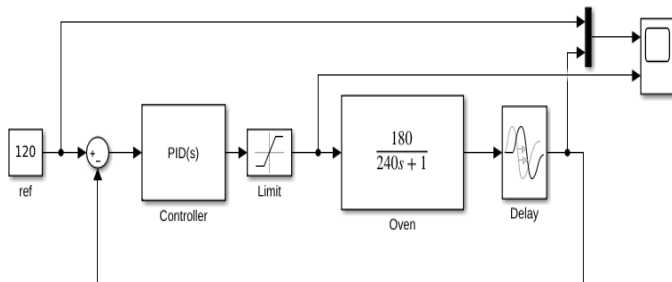 120
ref
+
−
PID(s)
Controller
Limit
180
240s + 1
Oven
Delay